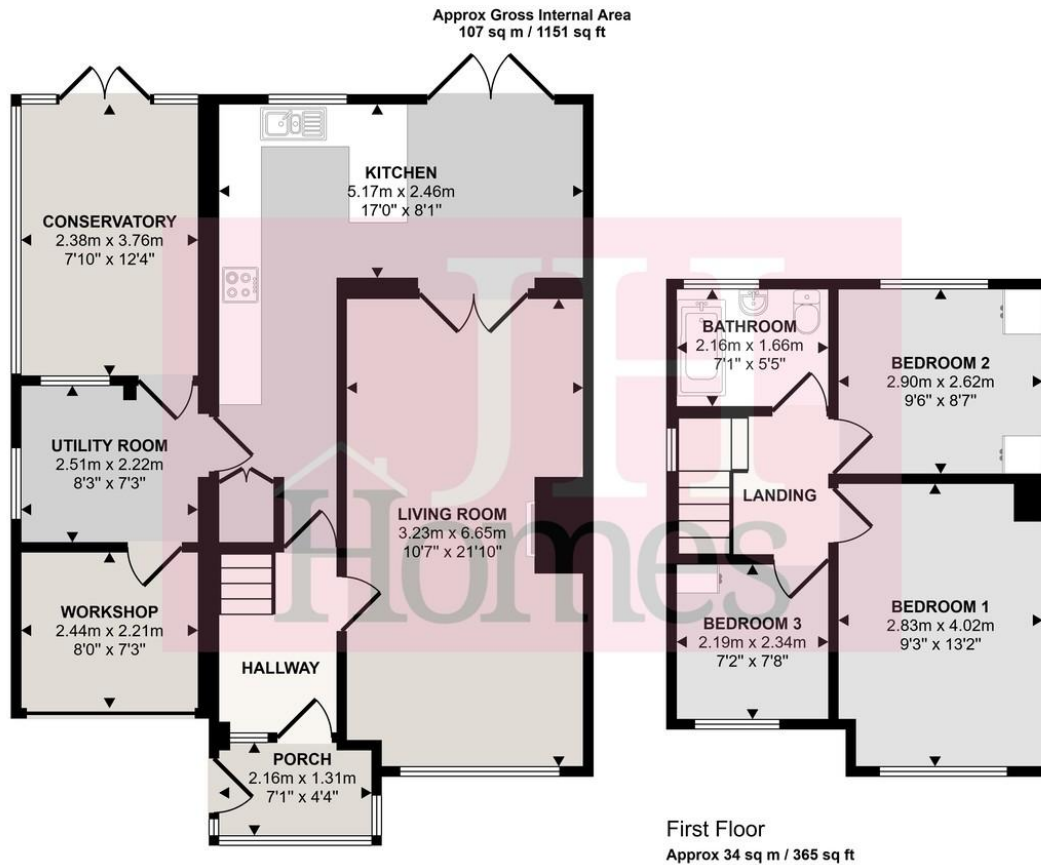 Approx Gross Internal Area
107 sq m / 1151 sq ft
KITCHEN
5.17m x 2.46m
17'0" x 8'1"
CONSERVATORY
2.38m x 3.76m
7'10" x 12'4"
UTILITY ROOM
2.51m x 2.22m
8'3" x 7'3"
LIVING ROOM
3.23m x 6.65m
10'7" x 21'10"
WORKSHOP
2.44m x 2.21m
8'0" x 7'3"
HALLWAY
PORCH
2.16m x 1.31m
7'1" x 4'4"
BATHROOM
2.16m x 1.66m
7'1" x 5'5"
BEDROOM 2
2.90m x 2.62m
9'6" x 8'7"
LANDING
BEDROOM 3
2.19m x 2.34m
7'2" x 7'8"
BEDROOM 1
2.83m x 4.02m
9'3" x 13'2"
First Floor
Approx 34 sq m / 365 sq ft
JH
Homes